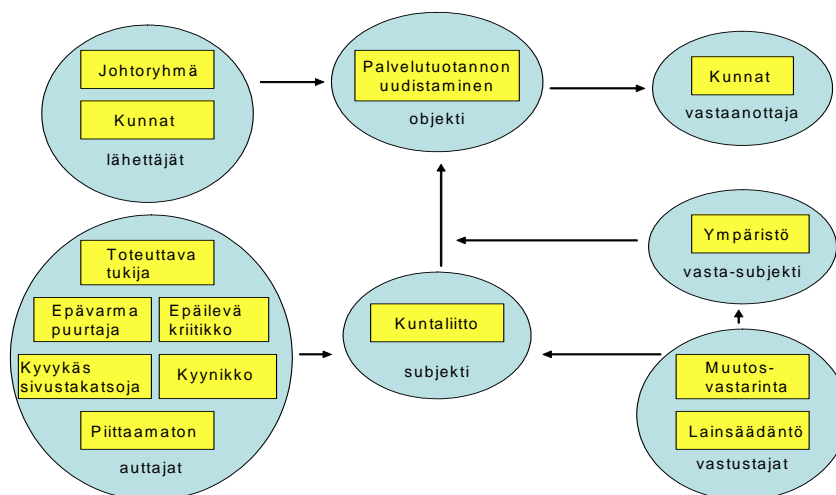 Johtoryhmä
Kunnat
lähettäjät
Palvelutuotannon
uudistaminen
objekti
Kunnat
vastaanottaja
Toteuttava
tukija
Epävarma
puurtaja
Epäilevä
kriitikko
Kyvykäs
sivustakatsoja
Kyynikko
Piittaamaton
auttajat
Kuntaliitto
subjekti
Ympäristö
vasta-subjekti
Muutos-
vastarinta
Lainsäädäntö
vastustajat